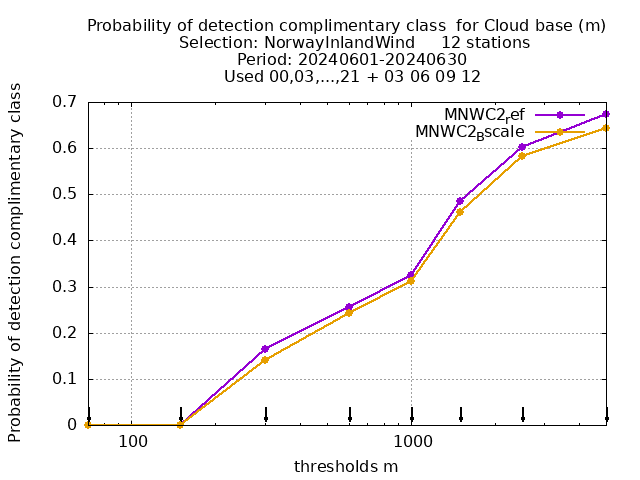 Probability of detection complimentary class  for Cloud base (m)
Selection: NorwayInlandWind     12 stations
Period: 20240601-20240630
Used 00,03,...,21 + 03 06 09 12
Probability of detection complimentary class
0.7
0.6
0.5
0.4
0.3
0.2
0.1
0
MNWC2ref
MNWC2Bscale
100
1000
thresholds m